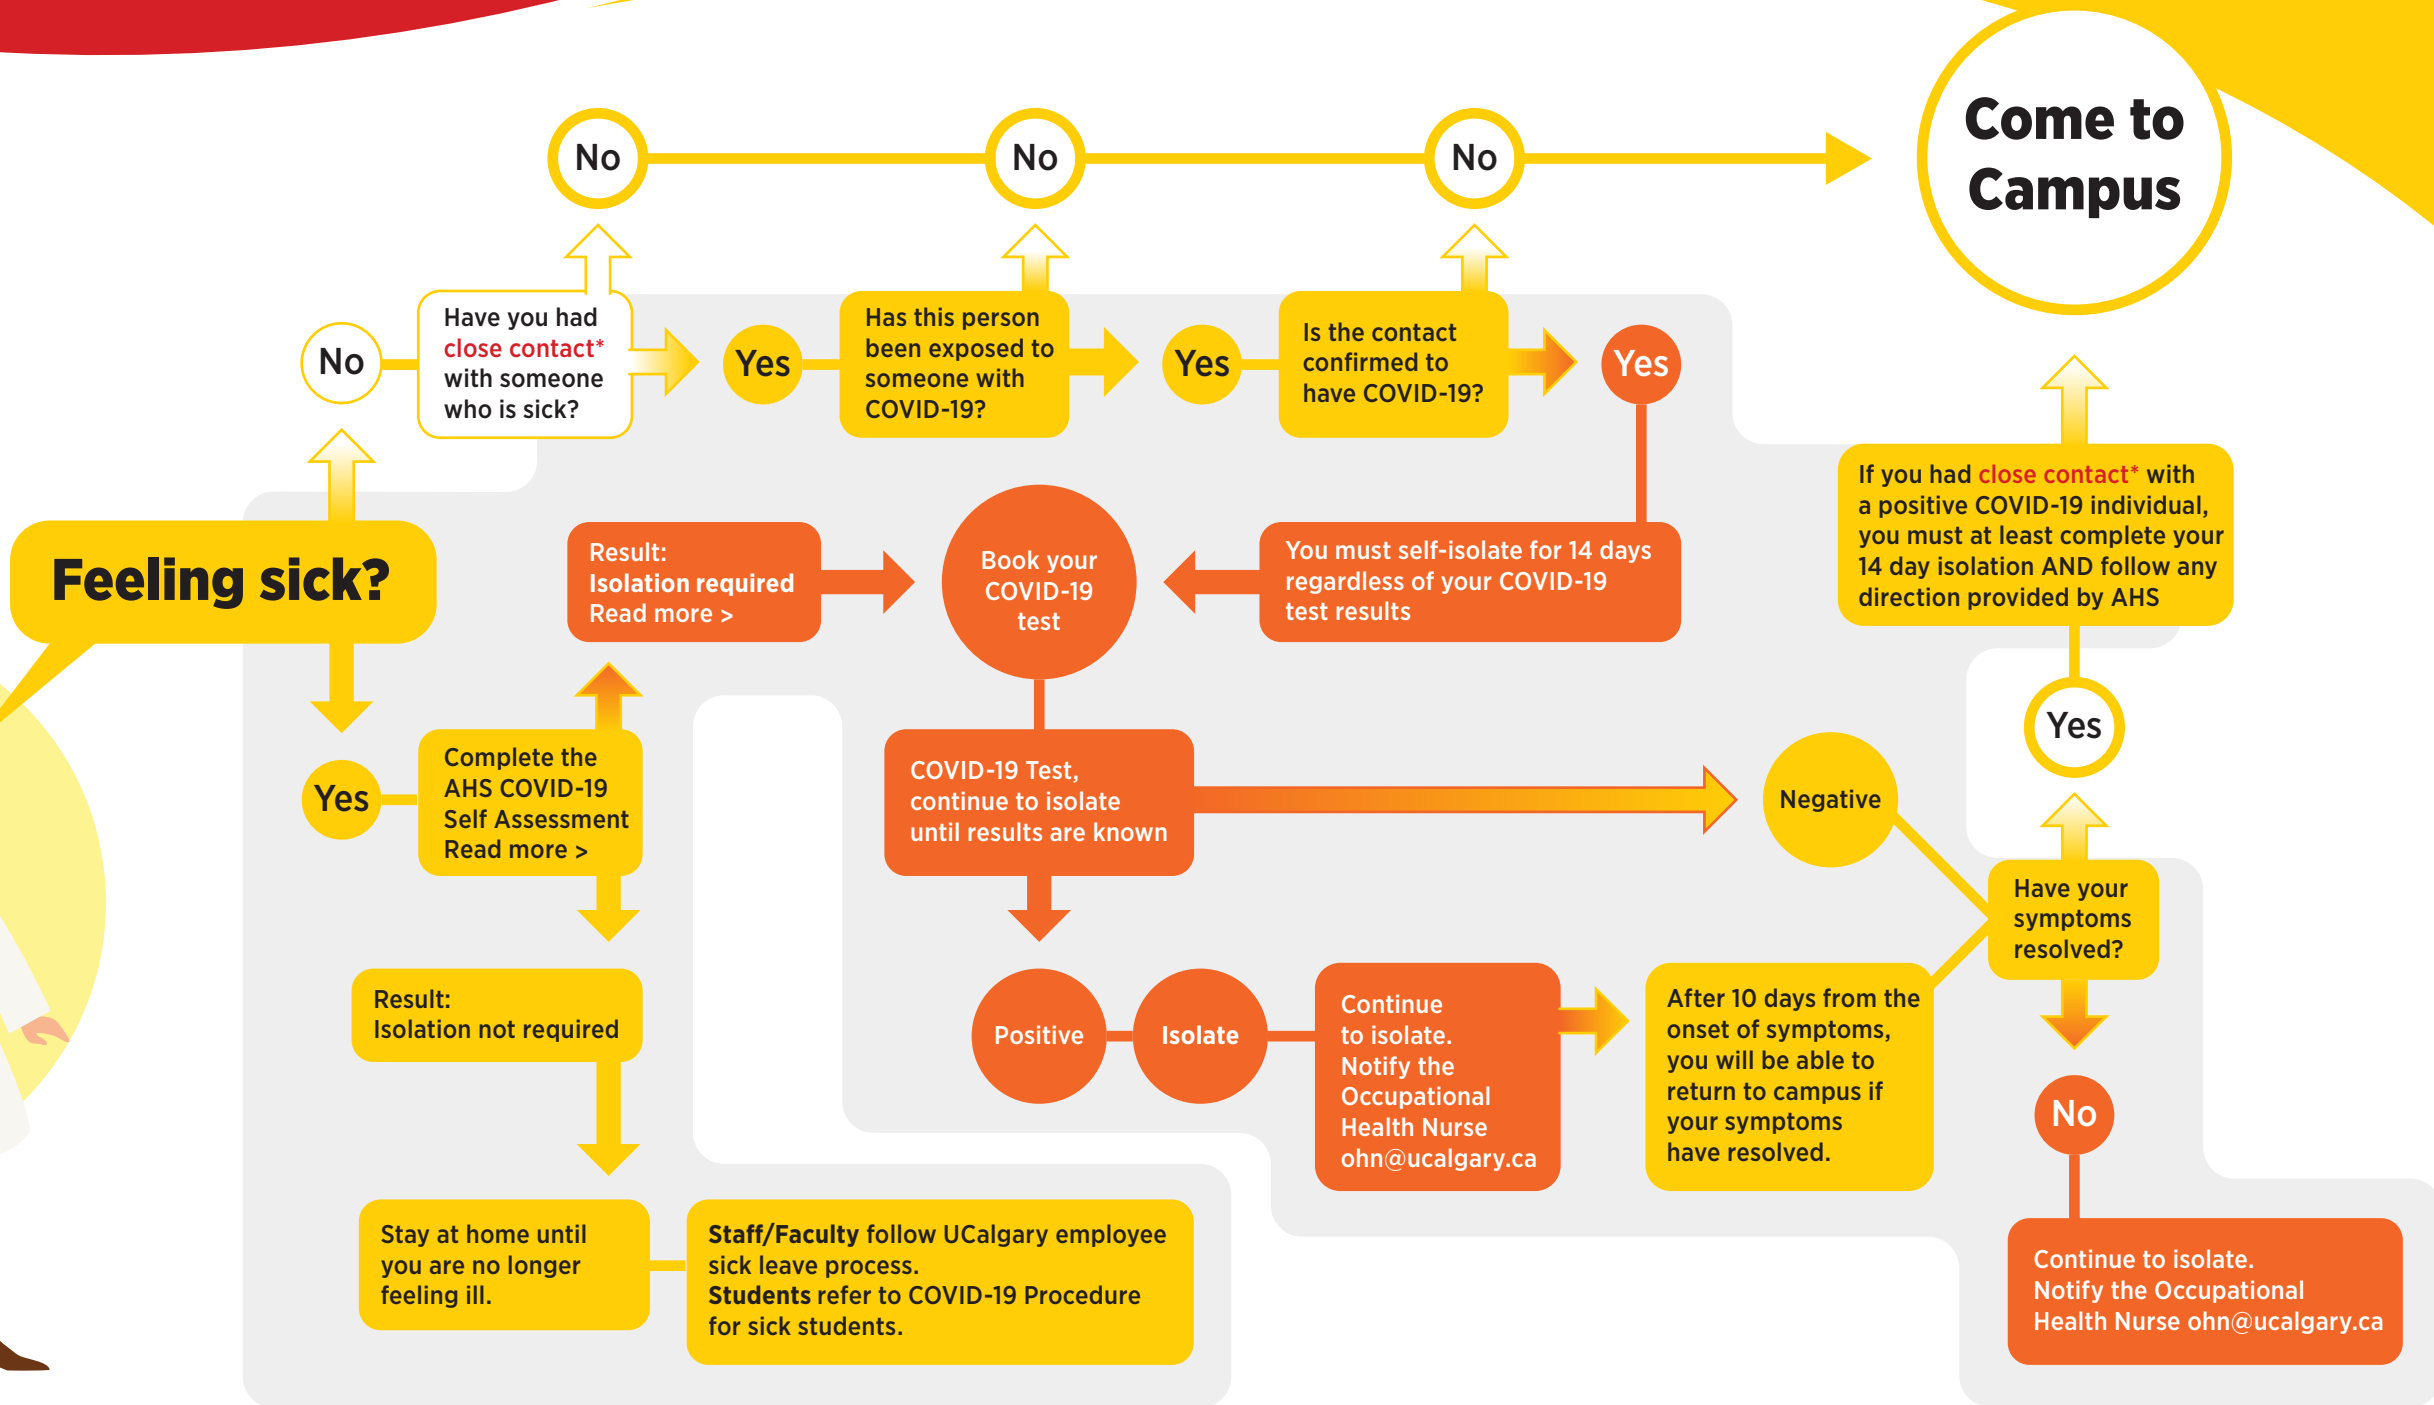 Come to
Campus
No
No
No
No
Have you had
close contact*
with someone
who is sick?
Yes
Has this person
been exposed to
someone with
COVID-19?
Yes
Is the contact
confirmed to
have COVID-19?
Yes
If you had close contact* with
a positive COVID-19 individual,
you must at least complete your
14 day isolation AND follow any
direction provided by AHS
Feeling sick?
Result:
Isolation required
Read more >
Book your
COVID-19
test
You must self-isolate for 14 days
regardless of your COVID-19
test results
Yes
Yes
Complete the
AHS COVID-19
Self Assessment
Read more >
COVID-19 Test,
continue to isolate
until results are known
Negative
Have your
symptoms
resolved?
Result:
Isolation not required
Positive
Isolate
Continue
to isolate.
Notify the
Occupational
Health Nurse
ohn@ucalgary.ca
After 10 days from the
onset of symptoms,
you will be able to
return to campus if
your symptoms
have resolved.
No
Stay at home until
you are no longer
feeling ill.
Staff/Faculty follow UCalgary employee
sick leave process.
Students refer to COVID-19 Procedure
for sick students.
Continue to isolate.
Notify the Occupational
Health Nurse ohn@ucalgary.ca